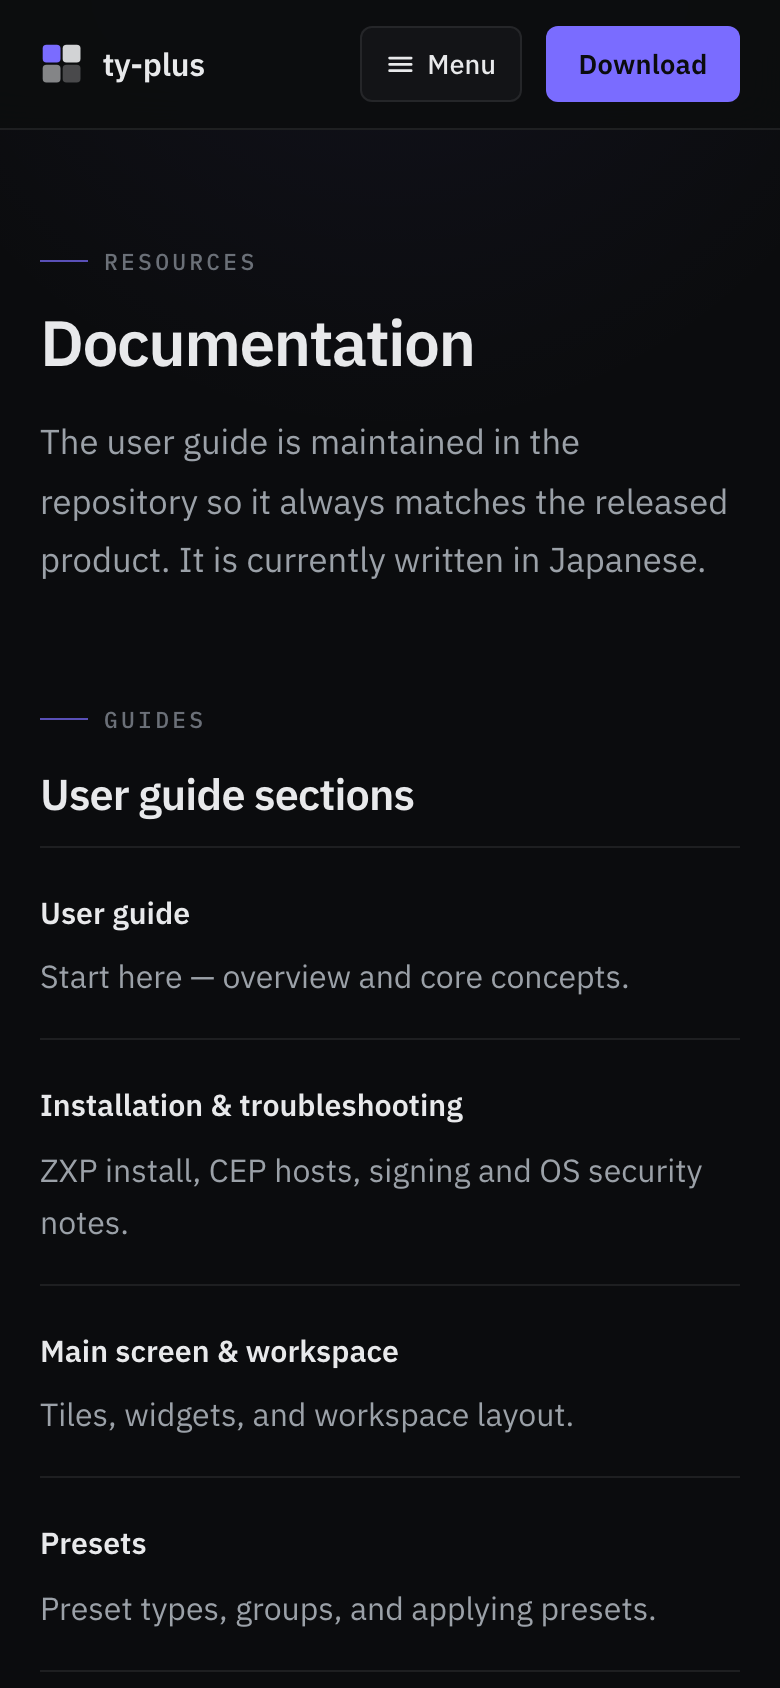 ty-plus
Menu
Download
RESOURCES
Documentation
The user guide is maintained in the
repository so it always matches the released
product. It is currently written in Japanese.
GUIDES
User guide sections
User guide
Start here — overview and core concepts.
Installation & troubleshooting
ZXP install, CEP hosts, signing and OS security
notes.
Main screen & workspace
Tiles, widgets, and workspace layout.
Presets
Preset types, groups, and applying presets.